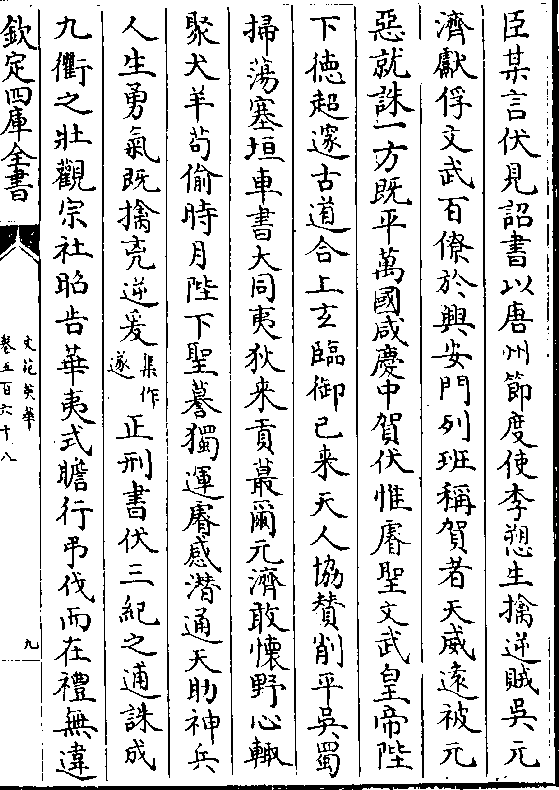 臣某言伏見詔書以唐州節度使李愬生擒逆賊吳元
濟獻俘文武百僚於興安門列班稱賀者天威遠被元
惡就誅一方既平萬國咸慶中賀伏惟睿聖文武皇帝陛
下德超邃古道合上玄臨御已来天人協贊削平吳蜀
掃蕩塞垣車書大同夷狄来貢蕞爾元濟敢懷野心輙
聚犬羊苟偷時月陛下聖謩獨運睿感潛通天助神兵
人生勇氣既擒兇逆爰集作遂正刑書伏三紀之逋誅成
九衢之壯觀宗社昭告華夷式瞻行弔伐而在禮無違
欽定四庫全書
文苑英華
卷五百六十八
九